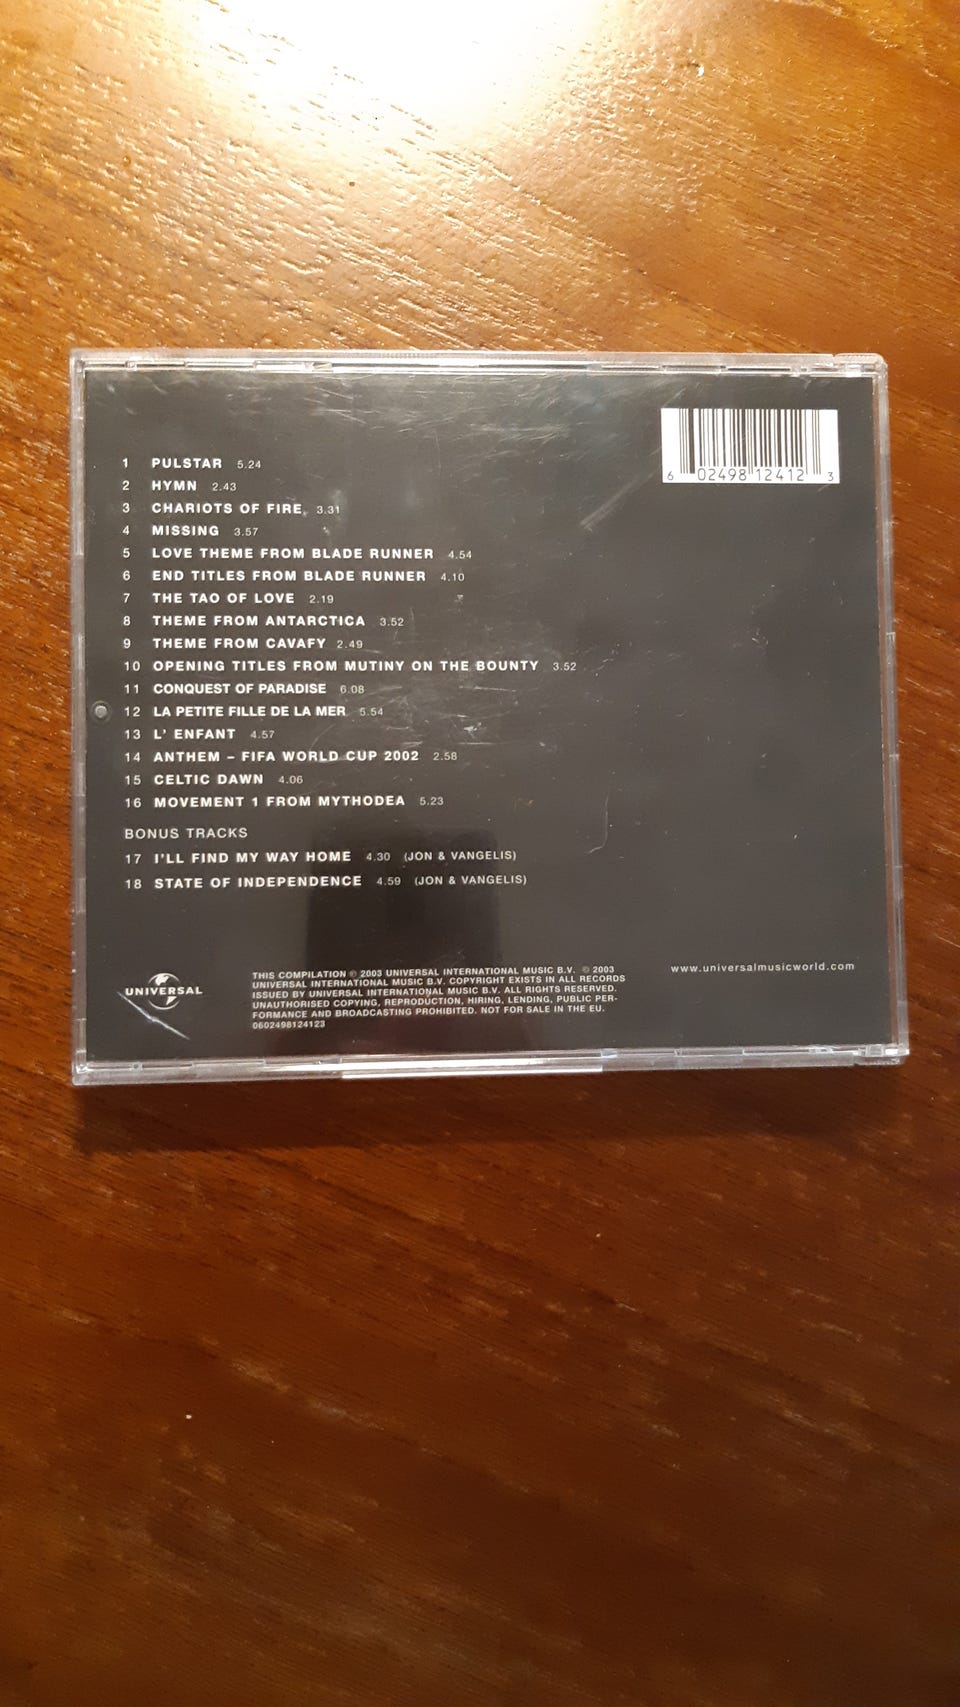 6 02498 12412 3
1 PULSTAR 5.24
2 HYMN 2.43
3 CHARIOTS OF FIRE 3.31
4 MISSING 3.57
5 LOVE THEME FROM BLADE RUNNER 4.54
6 END TITLES FROM BLADE RUNNER 4.10
7 THE TAO OF LOVE 2.19
8 THEME FROM ANTARCTICA 3.52
9 THEME FROM CAVAFY 2.49
10 OPENING TITLES FROM MUTINY ON THE BOUNTY 3.52
11 CONQUEST OF PARADISE 6.08
12 LA PETITE FILLE DE LA MER 5.54
13 L' ENFANT 4.57
14 ANTHEM – FIFA WORLD CUP 2002 2.58
15 CELTIC DAWN 4.06
16 MOVEMENT 1 FROM MYTHODEA 5.23
BONUS TRACKS
17 I'LL FIND MY WAY HOME 4.30 (JON & VANGELIS)
18 STATE OF INDEPENDENCE 4.59 (JON & VANGELIS)
UNIVERSAL
THIS COMPILATION ℗ 2003 UNIVERSAL INTERNATIONAL MUSIC B.V. © 2003
UNIVERSAL INTERNATIONAL MUSIC B.V. COPYRIGHT EXISTS IN ALL RECORDS
ISSUED BY UNIVERSAL INTERNATIONAL MUSIC B.V. ALL RIGHTS RESERVED.
UNAUTHORISED COPYING, REPRODUCTION, HIRING, LENDING, PUBLIC PER-
FORMANCE AND BROADCASTING PROHIBITED. NOT FOR SALE IN THE EU.
0602498124123
www.universalmusicworld.com